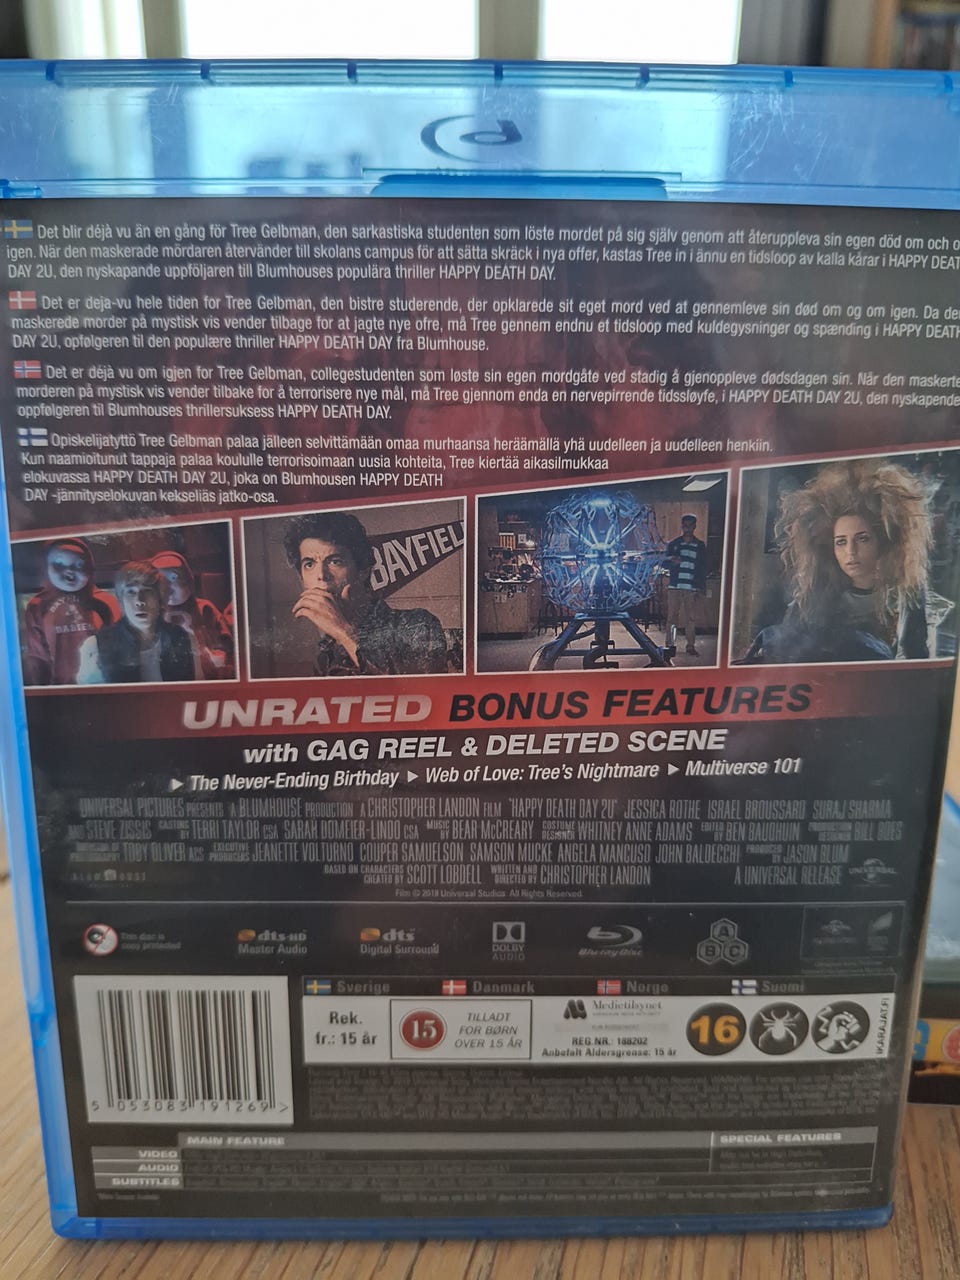 Det blir déjà vu än en gång för Tree Gelbman, den sarkastiska studenten som löste mordet på sig själv genom att återuppleva sin egen död om och o
igen. När den maskerade mördaren återvänder till skolans campus för att sätta skräck i nya offer, kastas Tree in i ännu en tidsloop av kalla kårar i HAPPY DEAT
DAY 2U, den nyskapande uppföljaren till Blumhouses populära thriller HAPPY DEATH DAY.
Det er deja-vu hele tiden for Tree Gelbman, den bistre studerende, der opklarede sit eget mord ved at gennemleve sin død om og om igen. Da de
maskerede morder på mystisk vis vender tilbage for at jagte nye ofre, må Tree gennem endnu et tidsloop med kuldegysninger og spænding i HAPPY DEATH
DAY 2U, opfølgeren til den populære thriller HAPPY DEATH DAY fra Blumhouse.
Det er déjà vu om igjen for Tree Gelbman, collegestudenten som løste sin egen mordgåte ved stadig å gjenoppleve dødsdagen sin. Når den maskerte
morderen på mystisk vis vender tilbake for å terrorisere nye mål, må Tree gjennom enda en nervepirrende tidssløyfe, i HAPPY DEATH DAY 2U, den nyskapende
oppfølgeren til Blumhouses thrillersuksess HAPPY DEATH DAY.
Opiskelijatyttö Tree Gelbman palaa jälleen selvittämään omaa murhaansa heräämällä yhä uudelleen ja uudelleen henkiin.
Kun naamioitunut tappaja palaa koululle terrorisoimaan uusia kohteita, Tree kiertää aikasilmukkaa
elokuvassa HAPPY DEATH DAY 2U, joka on Blumhousen HAPPY DEATH
DAY -jännityselokuvan kekseliäs jatko-osa.
BABIES
BAYFIEL
UNRATED BONUS FEATURES
with GAG REEL & DELETED SCENE
▶ The Never-Ending Birthday ▶ Web of Love: Tree's Nightmare ▶ Multiverse 101
UNIVERSAL PICTURES PRESENTS A BLUMHOUSE PRODUCTION A CHRISTOPHER LANDON FILM "HAPPY DEATH DAY 2U" JESSICA ROTHE ISRAEL BROUSSARD SURAJ SHARMA
AND STEVE ZISSIS CASTING BY TERRI TAYLOR CSA SARAH DOMEIER-LINDO CSA MUSIC BY BEAR McCREARY COSTUME DESIGNER WHITNEY ANNE ADAMS EDITOR BEN BAUDHUIN PRODUCTION BILL BOES
DIRECTOR OF PHOTOGRAPHY TOBY OLIVER ACS EXECUTIVE PRODUCERS JEANETTE VOLTURNO COUPER SAMUELSON SAMSON MUCKE ANGELA MANCUSO JOHN BALDECCHI PRODUCED BY JASON BLUM
BLUMHOUSE BASED ON CHARACTERS CREATED BY SCOTT LOBDELL WRITTEN AND DIRECTED BY CHRISTOPHER LANDON A UNIVERSAL RELEASE UNIVERSAL
Film © 2018 Universal Studios. All Rights Reserved.
This disc is
copy protected
dts-HD
Master Audio
dts
Digital Surround
DOLBY
AUDIO
Blu-ray Disc
A
B C
Sverige Danmark Norge Suomi
Rek.
fr.: 15 år
15
TILLADT
FOR BØRN
OVER 15 ÅR
Medietilsynet
REG.NR.: 188202
Anbefalt Aldersgrense: 15 år
16
IKARAJAT.FI
5 053083 191269 >
MAIN FEATURE SPECIAL FEATURES
VIDEO
AUDIO
SUBTITLES